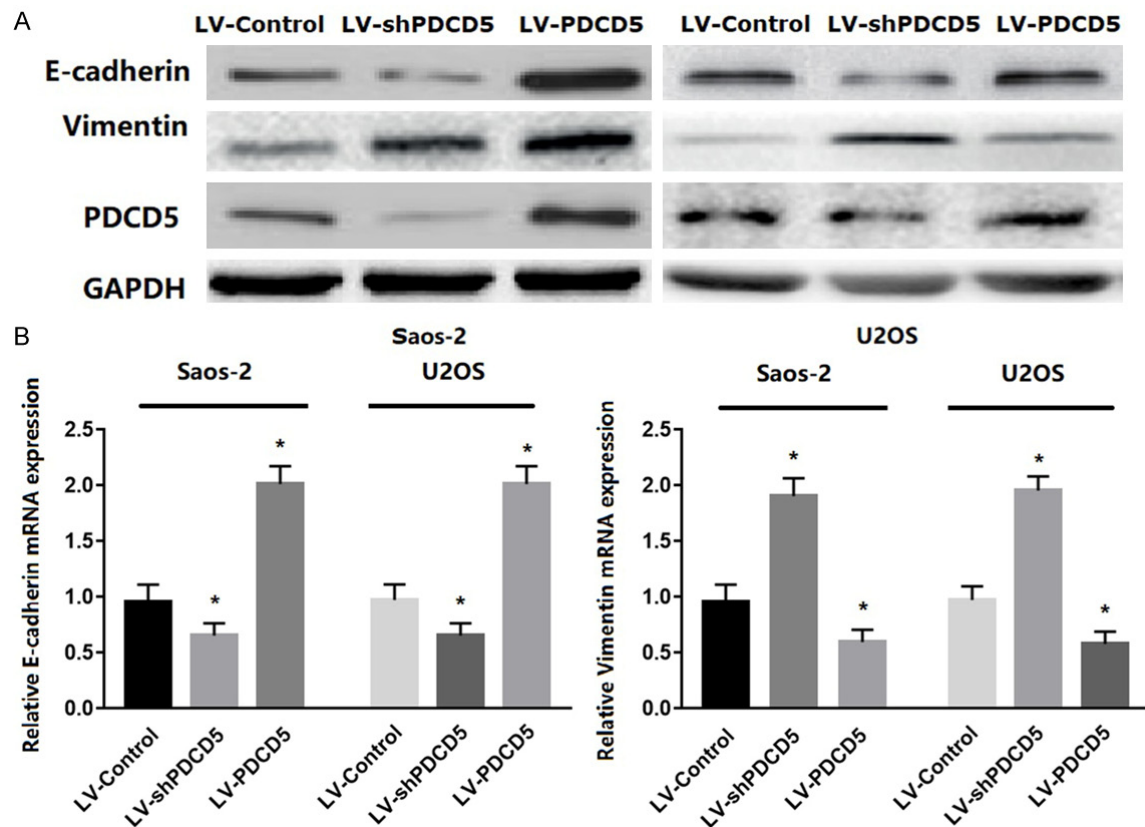 A
LV-Control LV-shPDCD5 LV-PDCD5 LV-Control LV-shPDCD5 LV-PDCD5
E-cadherin
Vimentin
PDCD5
GAPDH
B
Saos-2 U2OS
Saos-2 U2OS Saos-2 U2OS
Relative E-cadherin mRNA expression
2.5
2.0
1.5
1.0
0.5
0.0
* * * *
LV-Control LV-shPDCD5 LV-PDCD5 LV-Control LV-shPDCD5 LV-PDCD5
Relative Vimentin mRNA expression
2.5
2.0
1.5
1.0
0.5
0.0
* * * *
LV-Control LV-shPDCD5 LV-PDCD5 LV-Control LV-shPDCD5 LV-PDCD5